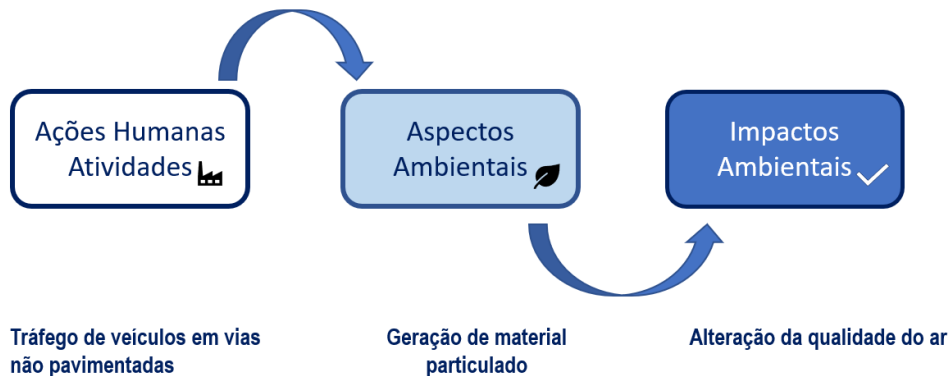 Ações Humanas
Atividades
Aspectos
Ambientais
Impactos
Ambientais
Tráfego de veículos em vias
não pavimentadas
Geração de material
particulado
Alteração da qualidade do ar